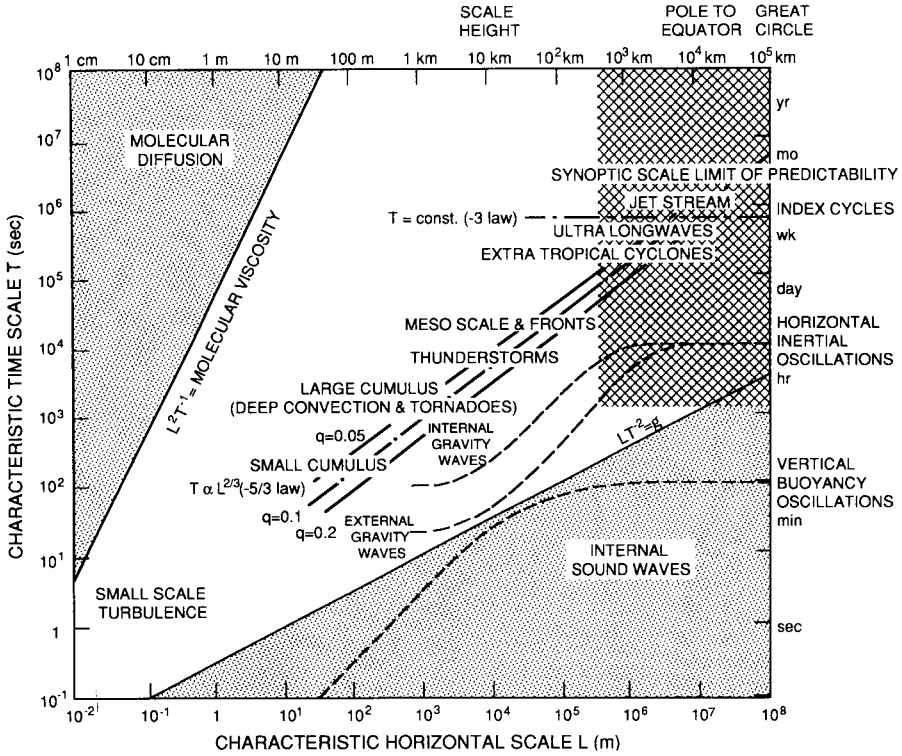 SCALE HEIGHT
POLE TO EQUATOR
GREAT CIRCLE
1 cm 10 cm 1 m 10 m 100 m 1 km 10 km 10³ km 10⁴ km 10⁵ km
10⁸
10⁷
10⁶
10⁵
10⁴
10³
10²
10¹
1
10⁻¹
CHARACTERISTIC TIME SCALE T (sec)
MOLECULAR
DIFFUSION
L²T⁻¹= MOLECULAR VISCOSITY
SMALL SCALE
TURBULENCE
SYNOPTIC SCALE LIMIT OF PREDICTABILITY
JET STREAM
T = const. (-3 law)
ULTRA LONGWAVES
EXTRA TROPICAL CYCLONES
MESO SCALE & FRONTS
THUNDERSTORMS
LARGE CUMULUS
(DEEP CONVECTION & TORNADOES)
q=0.05
INTERNAL
GRAVITY
WAVES
SMALL CUMULUS
T α L²ᐟ³(-5/3 law)
q=0.1
q=0.2
EXTERNAL
GRAVITY
WAVES
LT⁻²=g
INTERNAL
SOUND WAVES
yr
mo
INDEX CYCLES
wk
day
HORIZONTAL
INERTIAL
OSCILLATIONS
hr
VERTICAL
BUOYANCY
OSCILLATIONS
min
sec
10⁻² 10⁻¹ 1 10¹ 10² 10³ 10⁴ 10⁵ 10⁶ 10⁷ 10⁸
CHARACTERISTIC HORIZONTAL SCALE L (m)